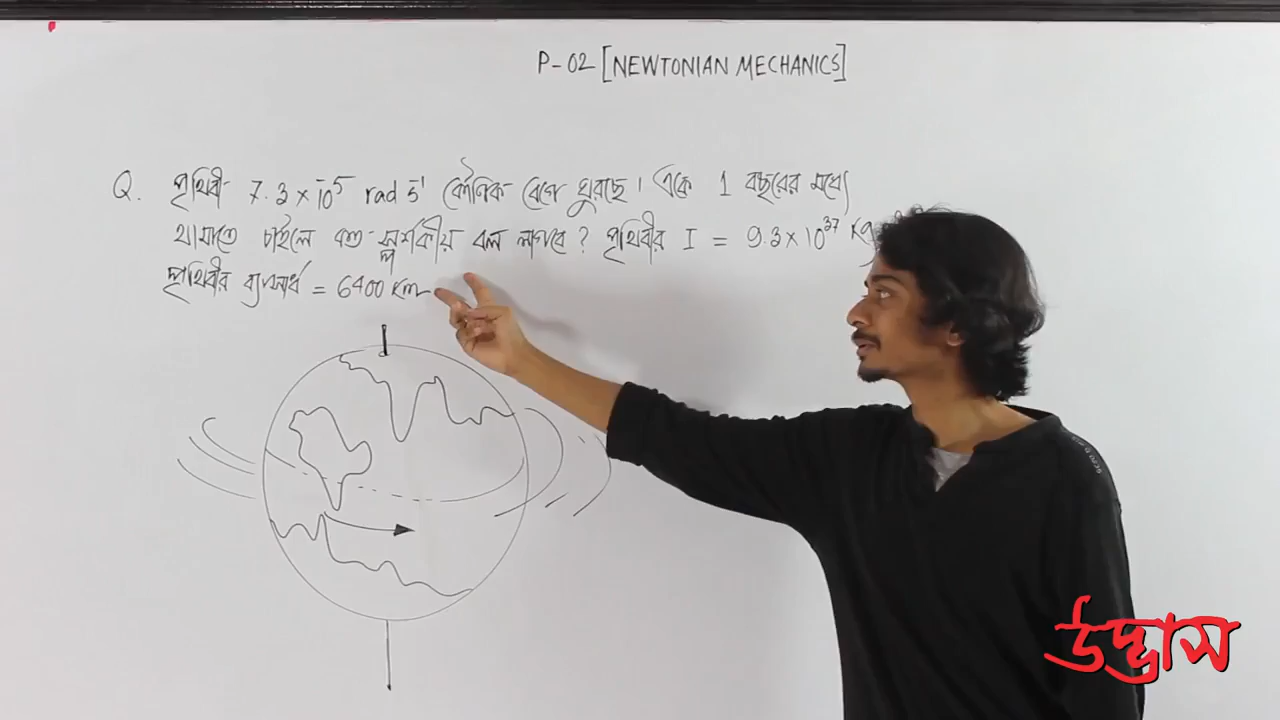 P-02 [NEWTONIAN MECHANICS]
Q. পৃথিবী 7.3 × 10⁻⁵ rad s⁻¹ কৌণিক বেগে ঘুরছে। একে 1 বছরের মধ্যে
থামাতে চাইলে কত স্পর্শকীয় বল লাগবে? পৃথিবীর I = 9.3 × 10³⁷ Kg
পৃথিবীর ব্যাসার্ধ = 6400 Km
উদ্ভাস